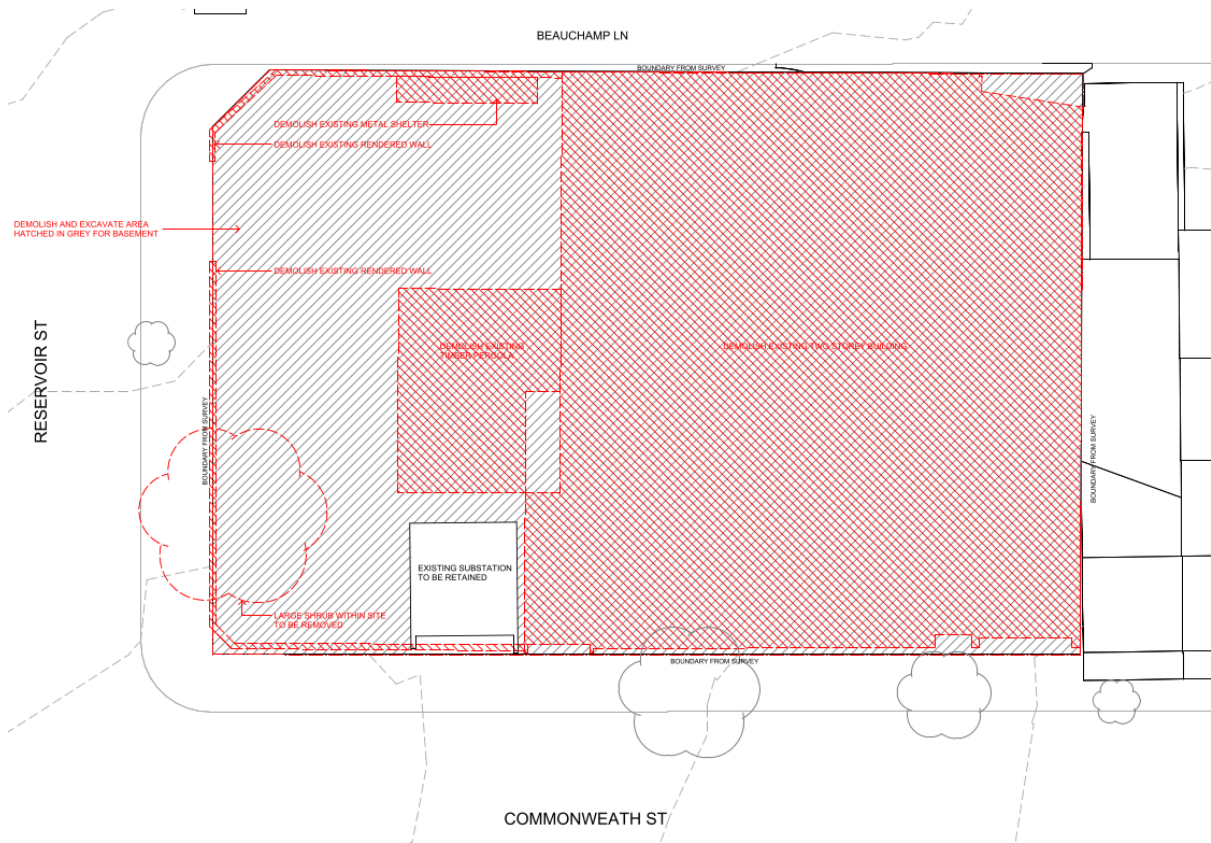 BEAUCHAMP LN
BOUNDARY FROM SURVEY
DEMOLISH EXISTING METAL SHELTER
DEMOLISH EXISTING RENDERED WALL
DEMOLISH AND EXCAVATE AREA
HATCHED IN GREY FOR BASEMENT
DEMOLISH EXISTING RENDERED WALL
RESERVOIR ST
DEMOLISH EXISTING
TIMBER PERGOLA
DEMOLISH EXISTING TWO STOREY BUILDING
BOUNDARY FROM SURVEY
BOUNDARY FROM SURVEY
EXISTING SUBSTATION
TO BE RETAINED
LARGE SHRUB WITHIN SITE
TO BE REMOVED
BOUNDARY FROM SURVEY
COMMONWEATH ST